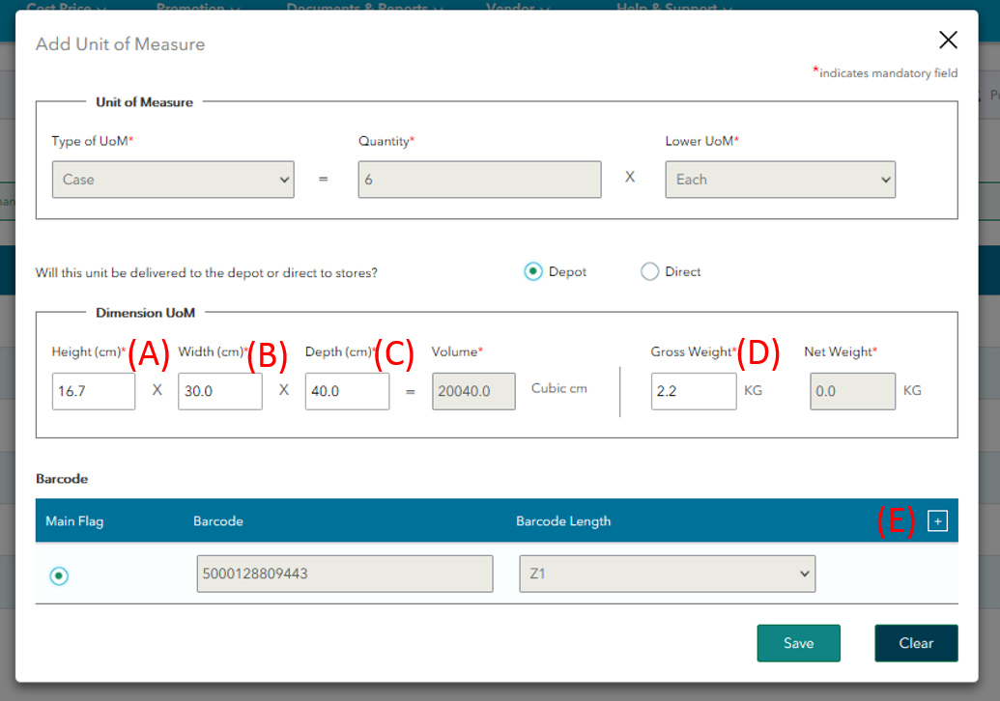 Cost Price Promotion Documents & Reports Vendor Help & Support
Add Unit of Measure
*indicates mandatory field
Unit of Measure
Type of UoM* Quantity* Lower UoM*
Case = 6 X Each
Will this unit be delivered to the depot or direct to stores? Depot Direct
Dimension UoM
Height (cm)* (A) Width (cm)* (B) Depth (cm)* (C) Volume* Gross Weight* (D) Net Weight*
16.7 X 30.0 X 40.0 = 20040.0 Cubic cm 2.2 KG 0.0 KG
Barcode
Main Flag Barcode Barcode Length (E) +
5000128809443 Z1
Save Clear